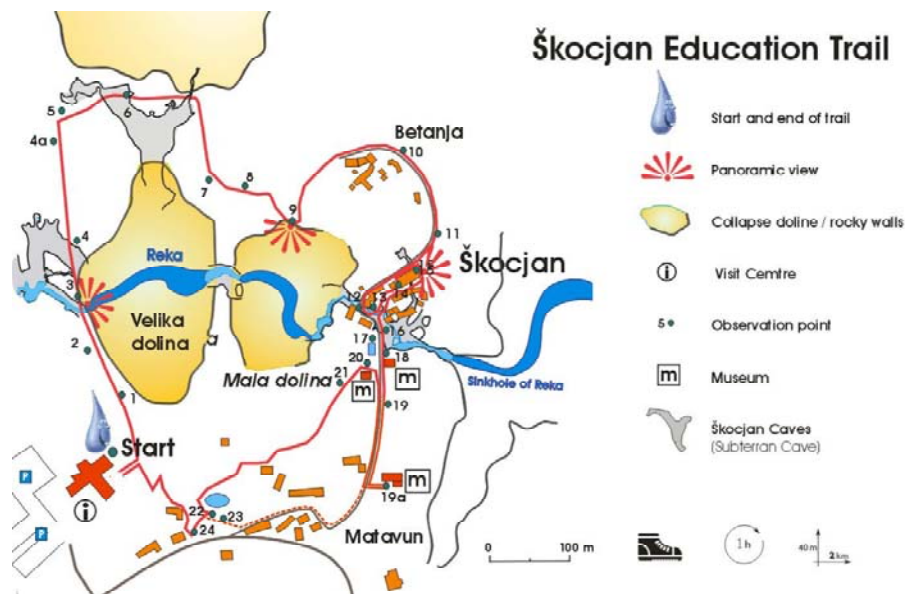 Škocjan Education Trail
Start and end of trail
Panoramic view
Collapse doline / rocky walls
i
Visit Cemtre
5
Observation point
m
Museum
Škocjan Caves
(Subterran Cave)
1h
40 m
2 km
5
6
4a
7
8
Betanja
10
9
11
4
Reka
Škocjan
15
14
3
12
13
Velika
dolina
a
16
17
2
18
Sinkhole of Reka
20
Mala dolina
21
m
m
19
1
Start
P
i
P
19a
m
22
23
24
Matavun
0
100 m